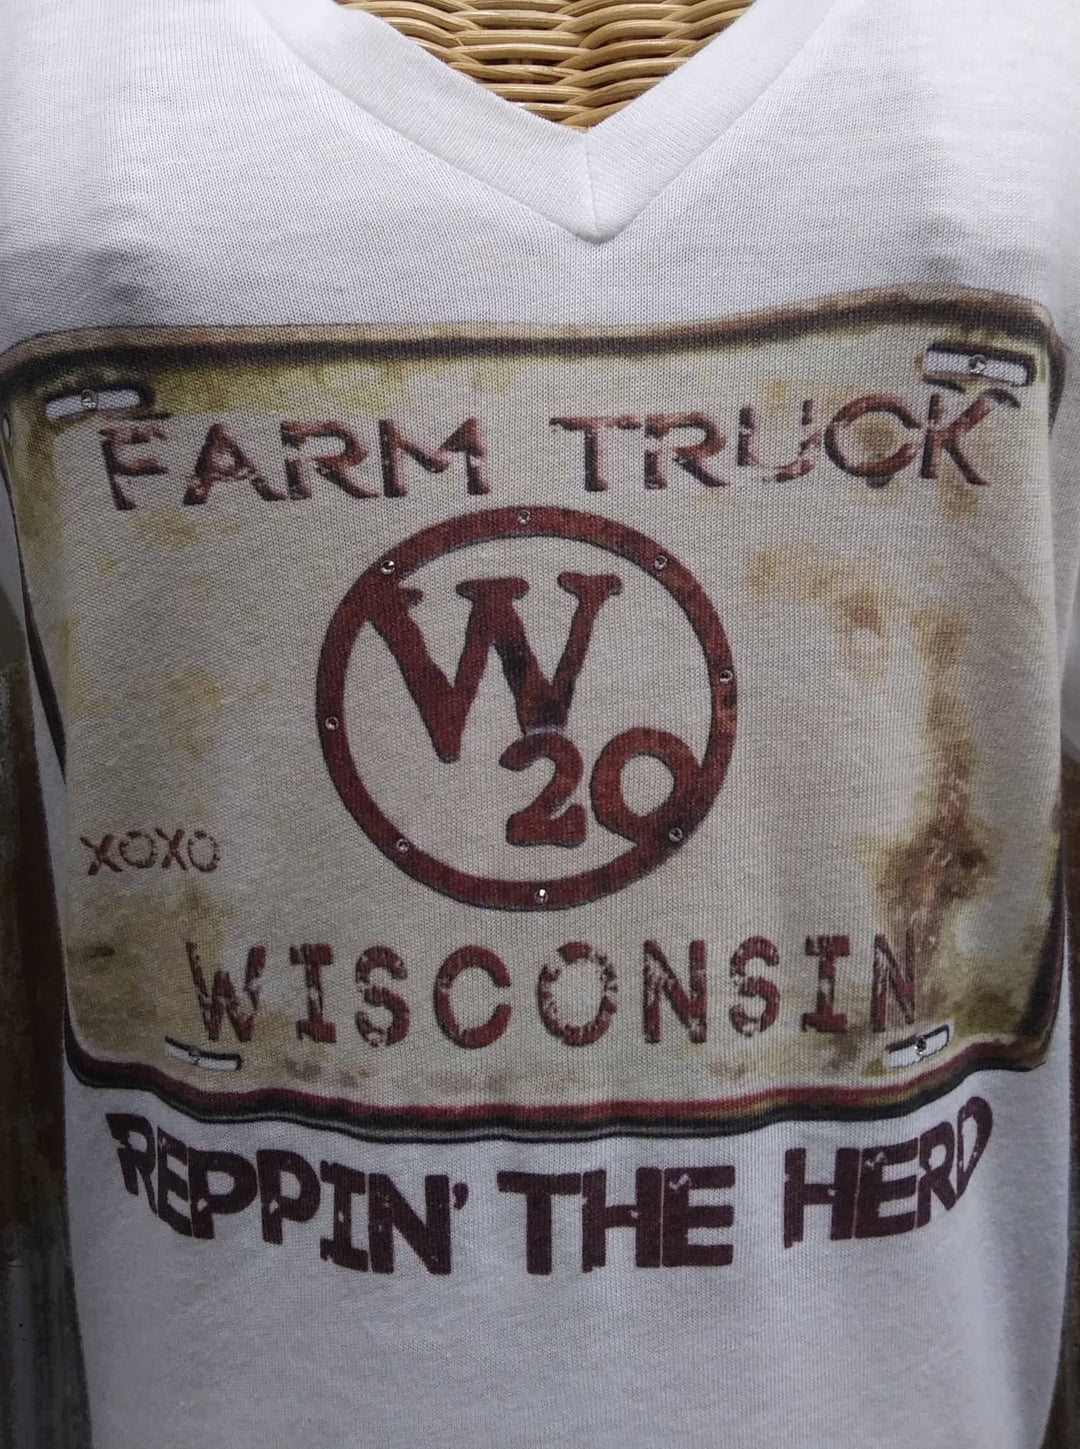 FARM TRUCK
W
20
XOXO
WISCONSIN
REPPIN' THE HERD